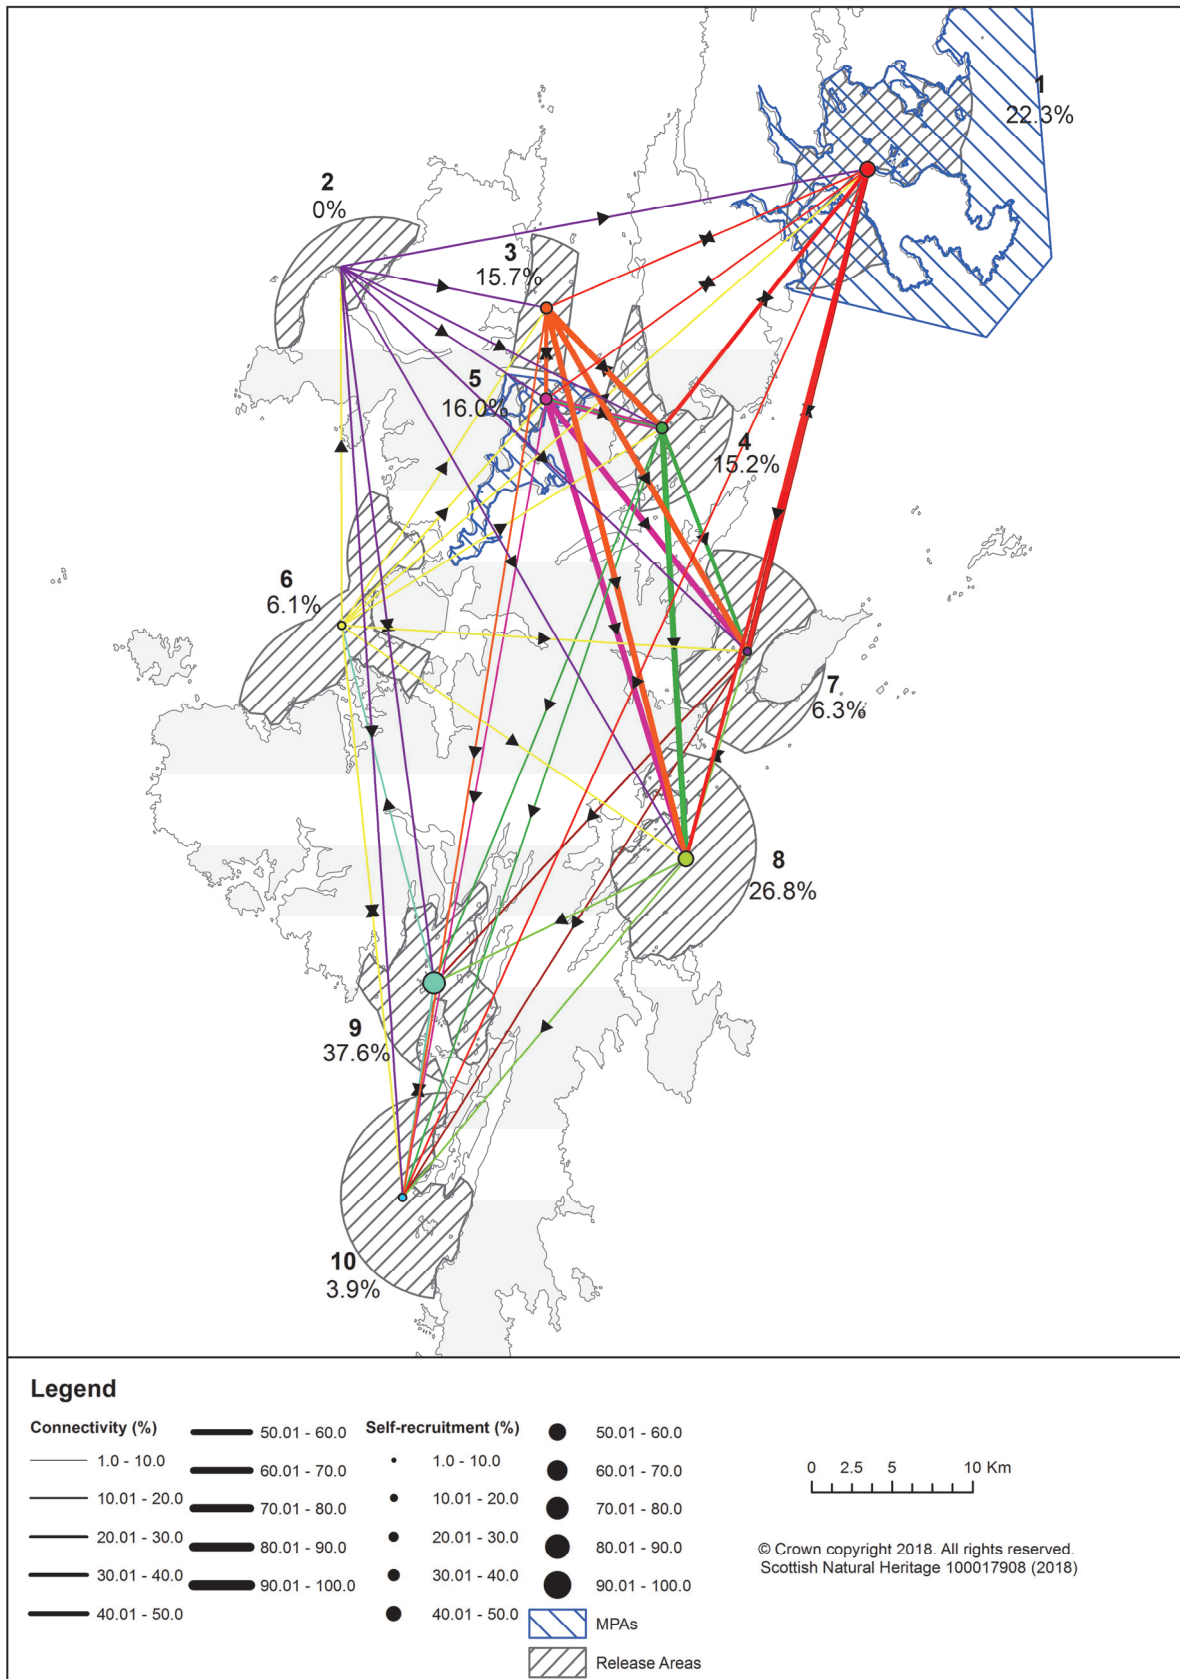 1
22.3%
2
0%
3
15.7%
5
16.0%
4
15.2%
6
6.1%
7
6.3%
8
26.8%
9
37.6%
10
3.9%
Legend
Connectivity (%)
1.0 - 10.0
10.01 - 20.0
20.01 - 30.0
30.01 - 40.0
40.01 - 50.0
50.01 - 60.0
60.01 - 70.0
70.01 - 80.0
80.01 - 90.0
90.01 - 100.0
Self-recruitment (%)
1.0 - 10.0
10.01 - 20.0
20.01 - 30.0
30.01 - 40.0
40.01 - 50.0
50.01 - 60.0
60.01 - 70.0
70.01 - 80.0
80.01 - 90.0
90.01 - 100.0
MPAs
Release Areas
0 2.5 5 10 Km
© Crown copyright 2018. All rights reserved.
Scottish Natural Heritage 100017908 (2018)